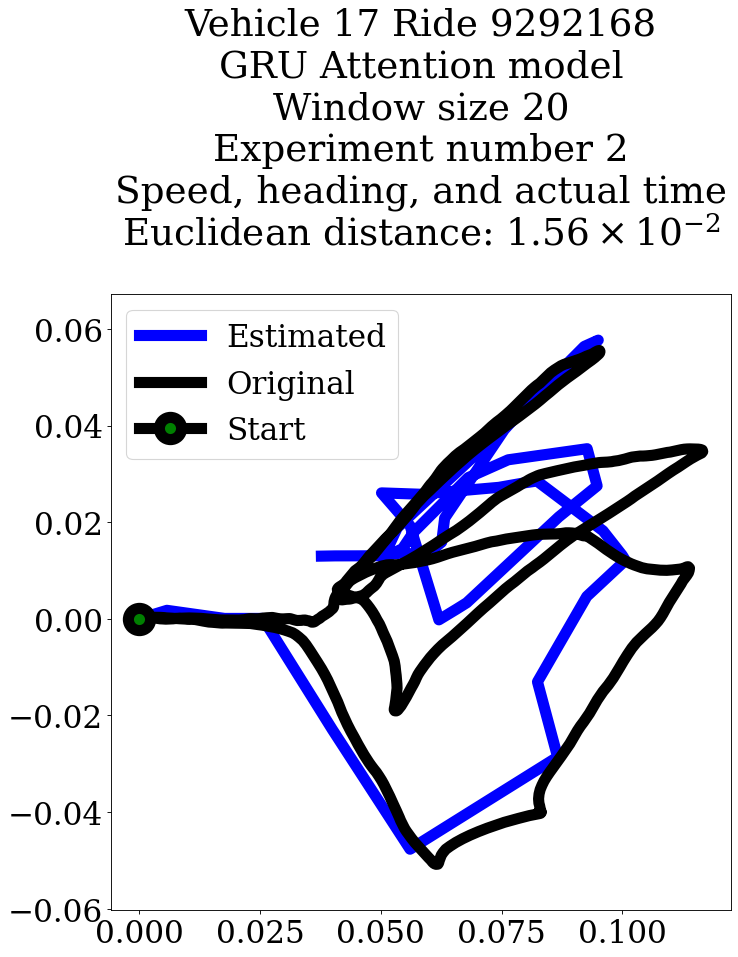 Vehicle 17 Ride 9292168
GRU Attention model
Window size 20
Experiment number 2
Speed, heading, and actual time
Euclidean distance: 1.56 × 10⁻²
Estimated
Original
Start
0.06
0.04
0.02
0.00
−0.02
−0.04
−0.06
0.000 0.025 0.050 0.075 0.100